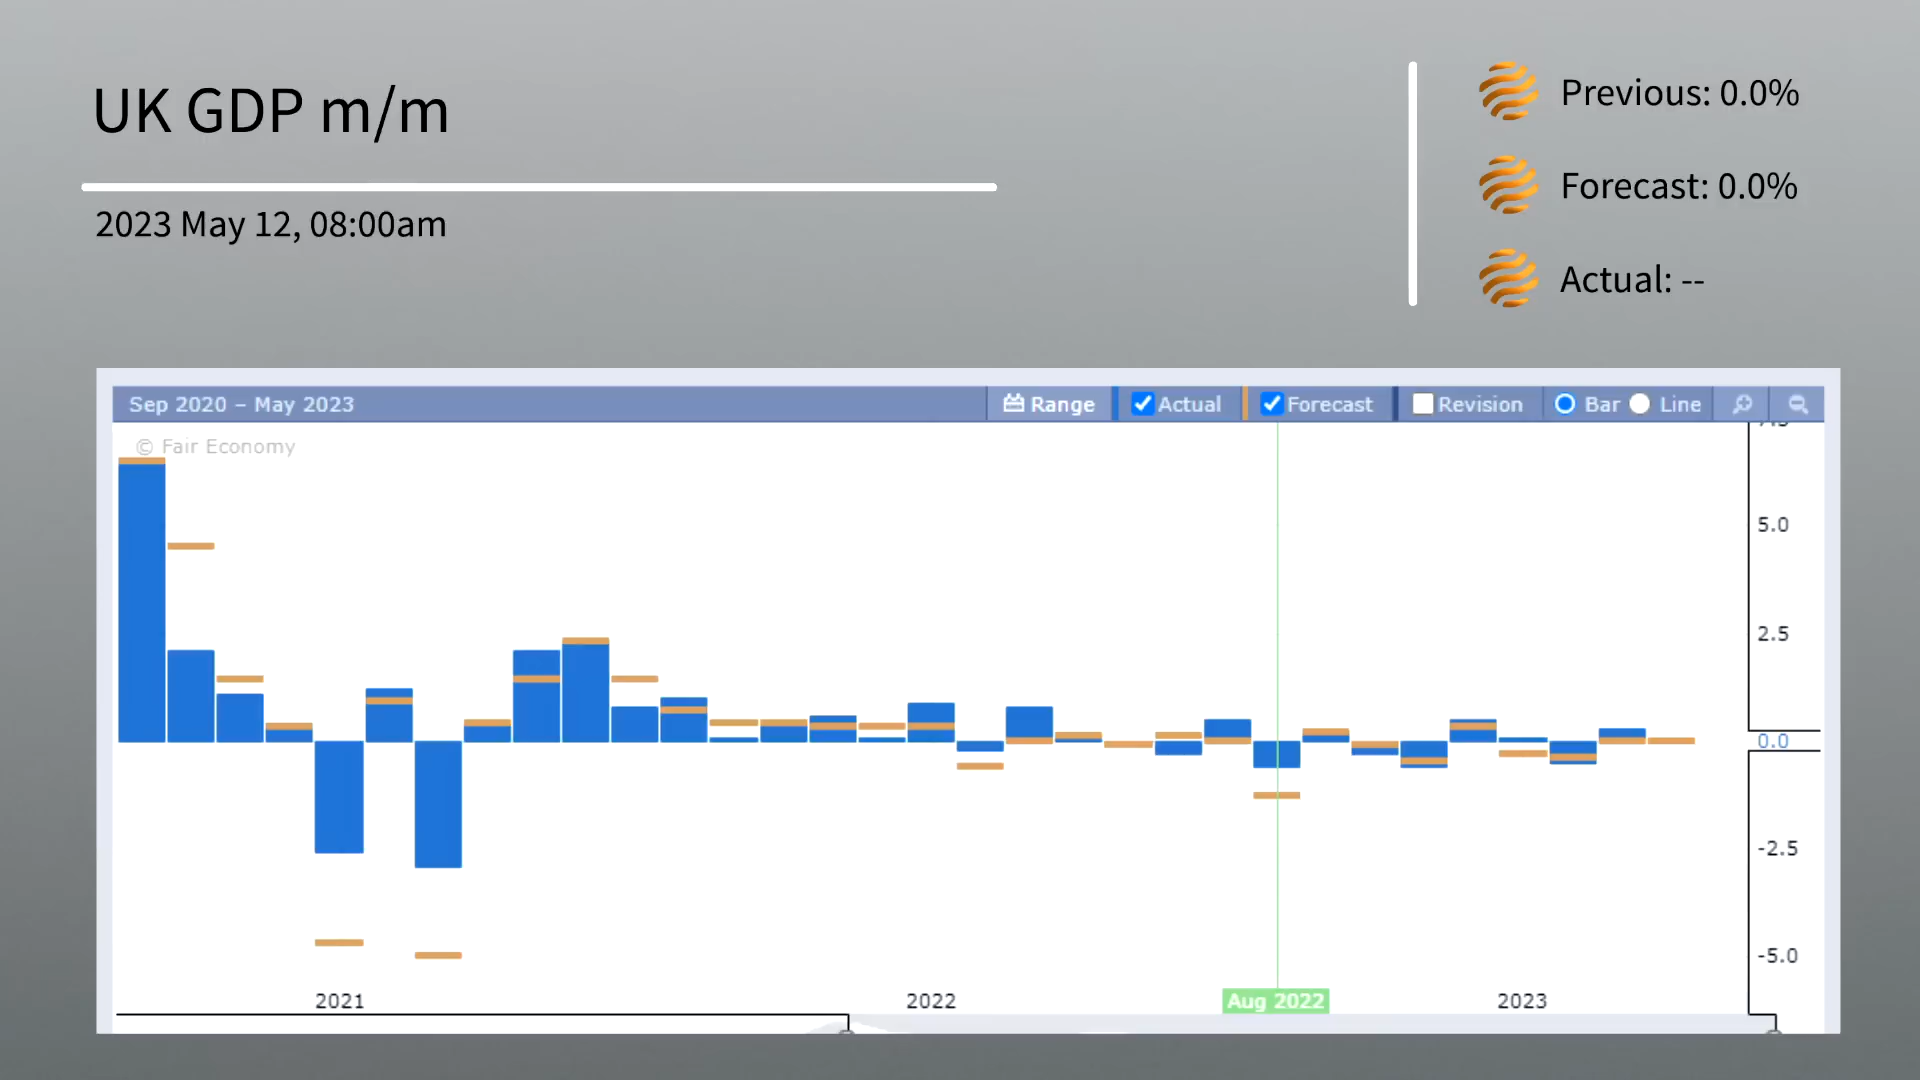 UK GDP m/m
2023 May 12, 08:00am
Previous: 0.0%
Forecast: 0.0%
Actual: --
Sep 2020 – May 2023
Range
Actual
Forecast
Revision
Bar
Line
© Fair Economy
5.0
2.5
0.0
-2.5
-5.0
2021
2022
Aug 2022
2023